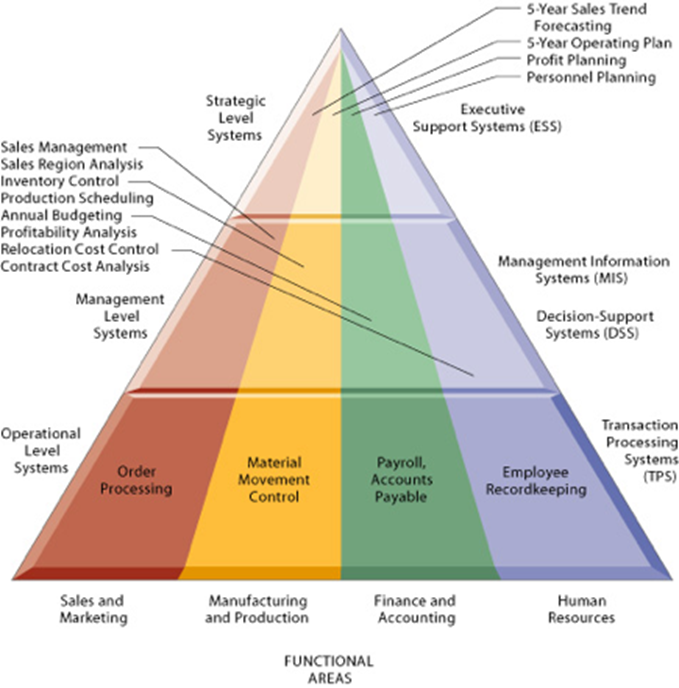 5-Year Sales Trend
Forecasting
5-Year Operating Plan
Profit Planning
Personnel Planning
Strategic
Level
Systems
Executive
Support Systems (ESS)
Sales Management
Sales Region Analysis
Inventory Control
Production Scheduling
Annual Budgeting
Profitability Analysis
Relocation Cost Control
Contract Cost Analysis
Management Information
Systems (MIS)
Management
Level
Systems
Decision-Support
Systems (DSS)
Operational
Level
Systems
Transaction
Processing
Systems
(TPS)
Order
Processing
Material
Movement
Control
Payroll,
Accounts
Payable
Employee
Recordkeeping
Sales and
Marketing
Manufacturing
and Production
Finance and
Accounting
Human
Resources
FUNCTIONAL
AREAS